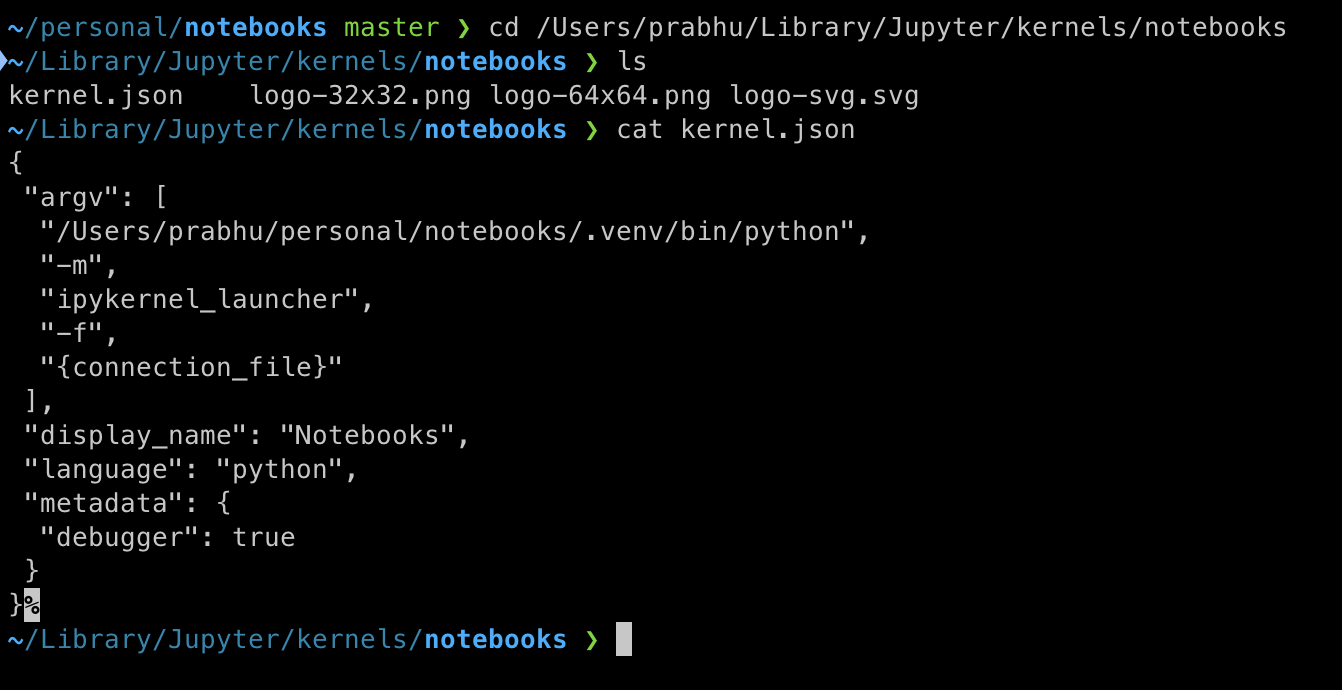 ~/personal/notebooks master ❯ cd /Users/prabhu/Library/Jupyter/kernels/notebooks
~/Library/Jupyter/kernels/notebooks ❯ ls
kernel.json    logo-32x32.png logo-64x64.png logo-svg.svg
~/Library/Jupyter/kernels/notebooks ❯ cat kernel.json
{
 "argv": [
  "/Users/prabhu/personal/notebooks/.venv/bin/python",
  "-m",
  "ipykernel_launcher",
  "-f",
  "{connection_file}"
 ],
 "display_name": "Notebooks",
 "language": "python",
 "metadata": {
  "debugger": true
 }
}%
~/Library/Jupyter/kernels/notebooks ❯